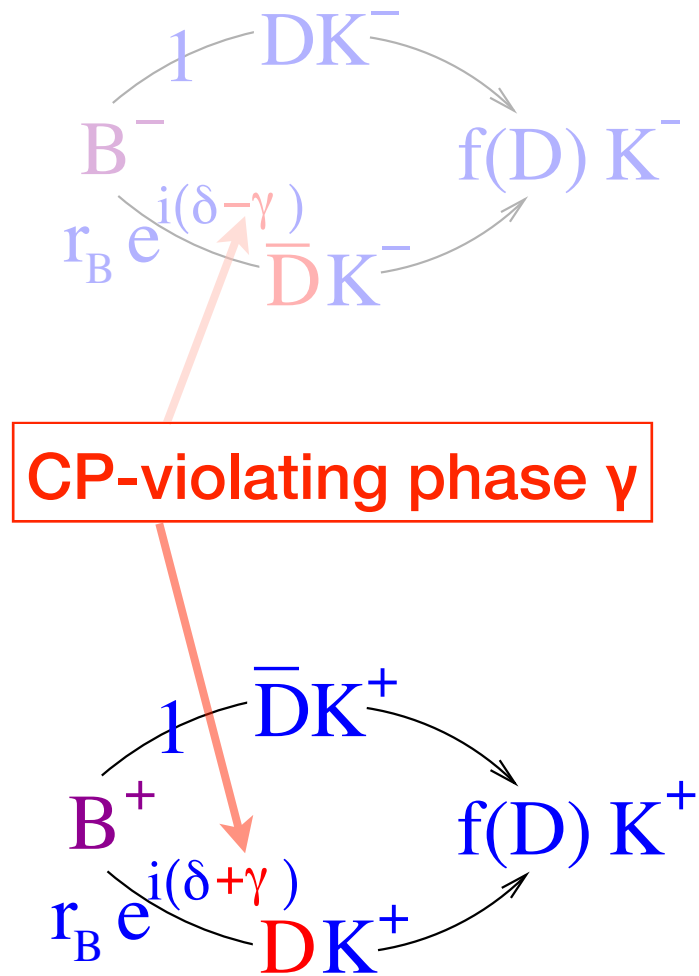 1 DK⁻
B⁻ f(D) K⁻
r_B e^{i(δ-γ)} D̅K⁻
CP-violating phase γ
1 D̅K⁺
B⁺ f(D) K⁺
r_B e^{i(δ+γ)} DK⁺